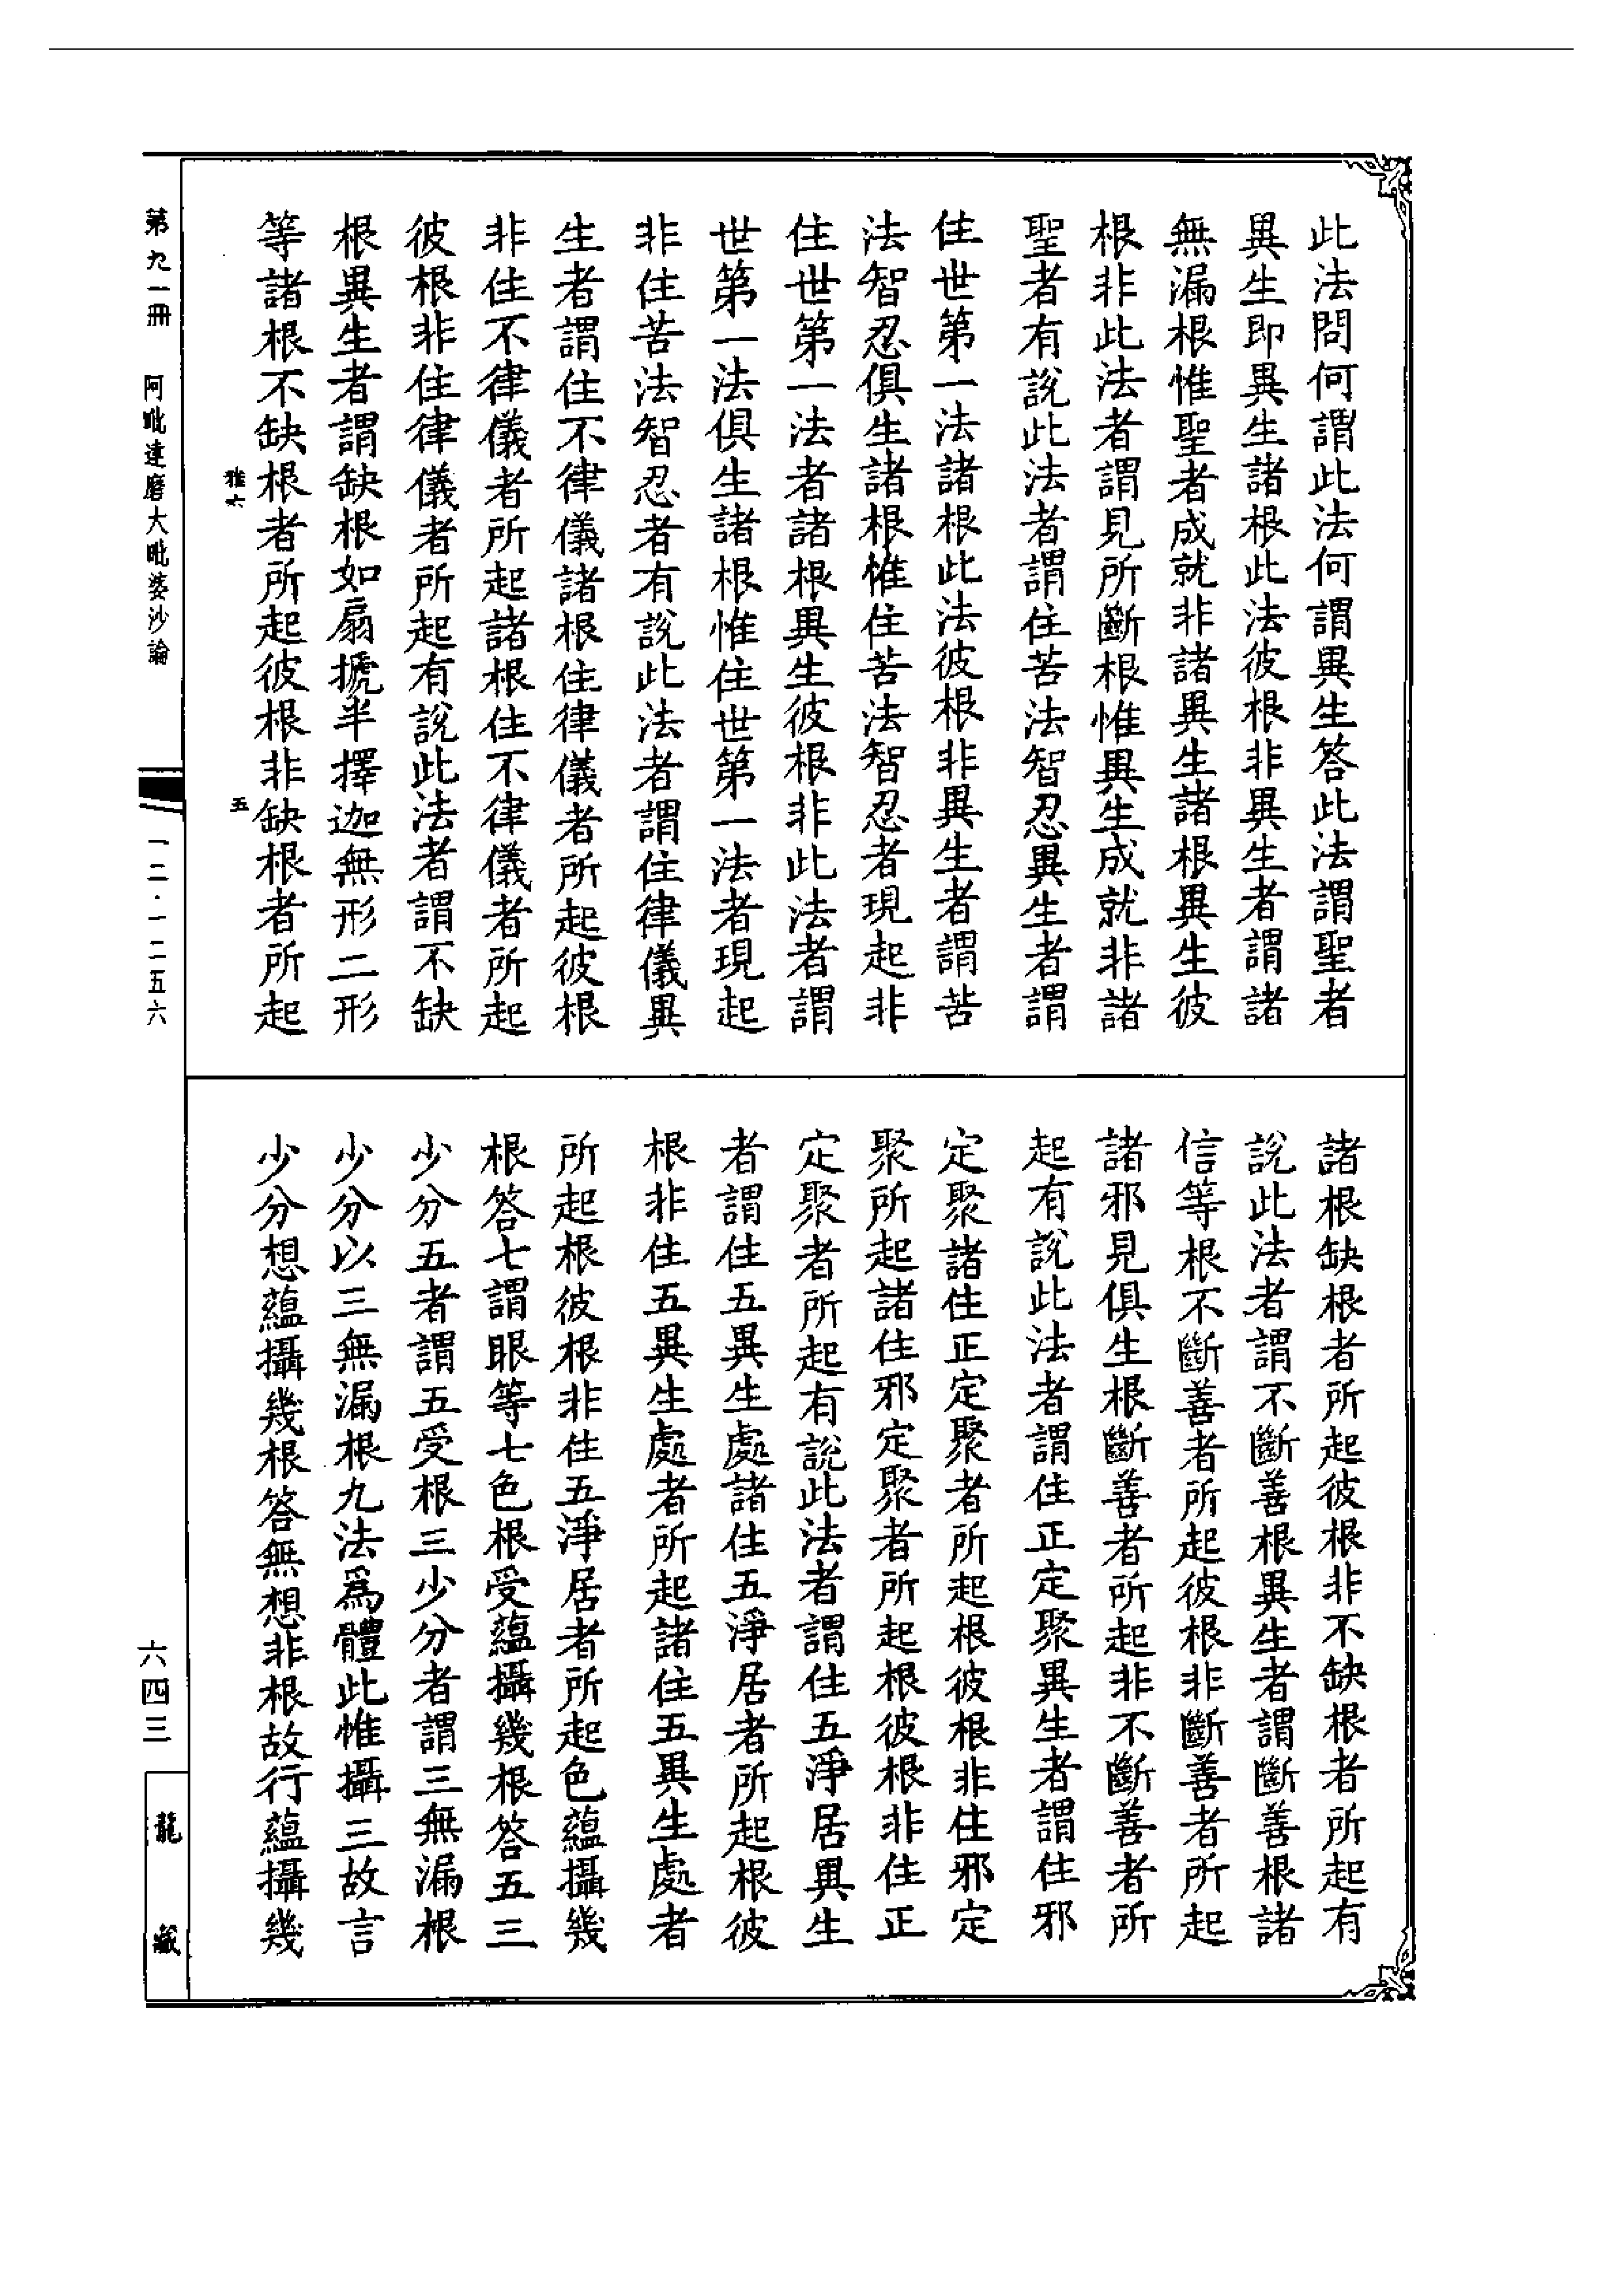 此法問何謂此法何謂異生答此法謂聖者
異生即異生諸根此法彼根非異生者謂諸
無漏根惟聖者成就非諸異生諸根異生彼
根非此法者謂見所斷根惟異生成就非諸
聖者有說此法者謂住苦法智忍異生者謂
住世第一法諸根此法彼根非異生者謂苦
法智忍俱生諸根惟住苦法智忍者現起非
住世第一法者諸根異生彼根非此法者謂
世第一法俱生諸根惟住世第一法者現起
非住苦法智忍者有說此法者謂住律儀異
生者謂住不律儀諸根住律儀者所起彼根
非住不律儀者所起諸根住不律儀者所起
彼根非住律儀者所起有說此法者謂不缺
根異生者謂缺根如扇搋半擇迦無形二形
等諸根不缺根者所起彼根非缺根者所起
諸根缺根者所起彼根非不缺根者所起有
說此法者謂不斷善根異生者謂斷善根諸
信等根不斷善者所起彼根非斷善者所起
諸邪見俱生根斷善者所起非不斷善者所
起有說此法者謂住正定聚異生者謂住邪
定聚諸住正定聚者所起根彼根非住邪定
聚所起諸住邪定聚者所起根彼根非住正
定聚者所起有說此法者謂住五淨居異生
者謂住五異生處諸住五淨居者所起根彼
根非住五異生處者所起諸住五異生處者
所起根彼根非住五淨居者所起色蘊攝幾
根答七謂眼等七色根受蘊攝幾根答五三
少分五者謂五受根三少分者謂三無漏根
少分以三無漏根九法爲體此惟攝三故言
少分想蘊攝幾根答無想非根故行蘊攝幾
雅六
五
第九一冊 阿毗達磨大毗婆沙論
一二·一二五六
六四三
龍藏